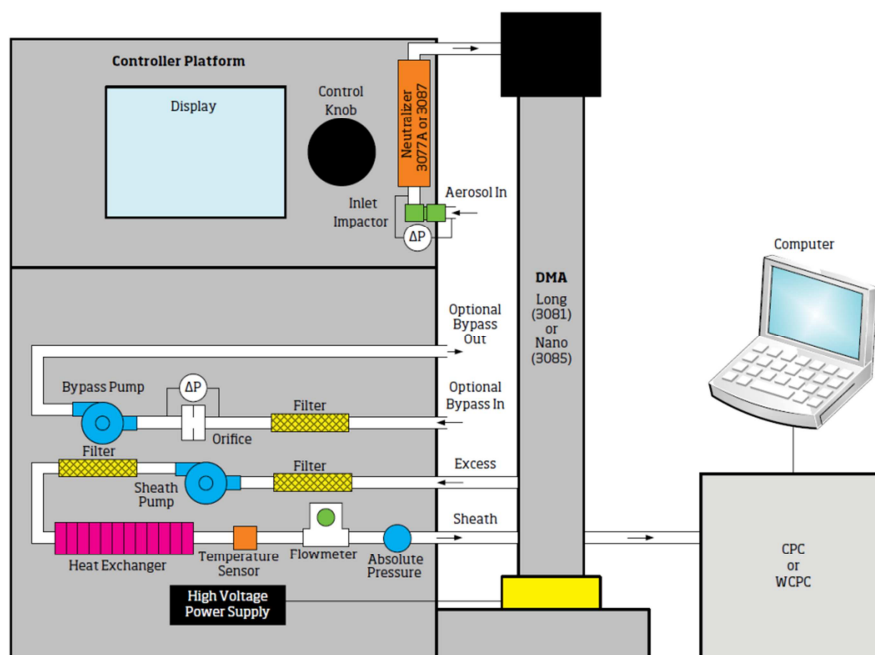 Controller Platform
Display
Control
Knob
Neutralizer
3077A or 3087
Aerosol In
Inlet
Impactor
ΔP
DMA
Long
(3081)
or
Nano
(3085)
Computer
Optional
Bypass
Out
Bypass Pump
ΔP
Filter
Optional
Bypass In
Orifice
Filter
Sheath
Pump
Filter
Excess
Sheath
Heat Exchanger
Temperature
Sensor
Flowmeter
Absolute
Pressure
High Voltage
Power Supply
CPC
or
WCPC